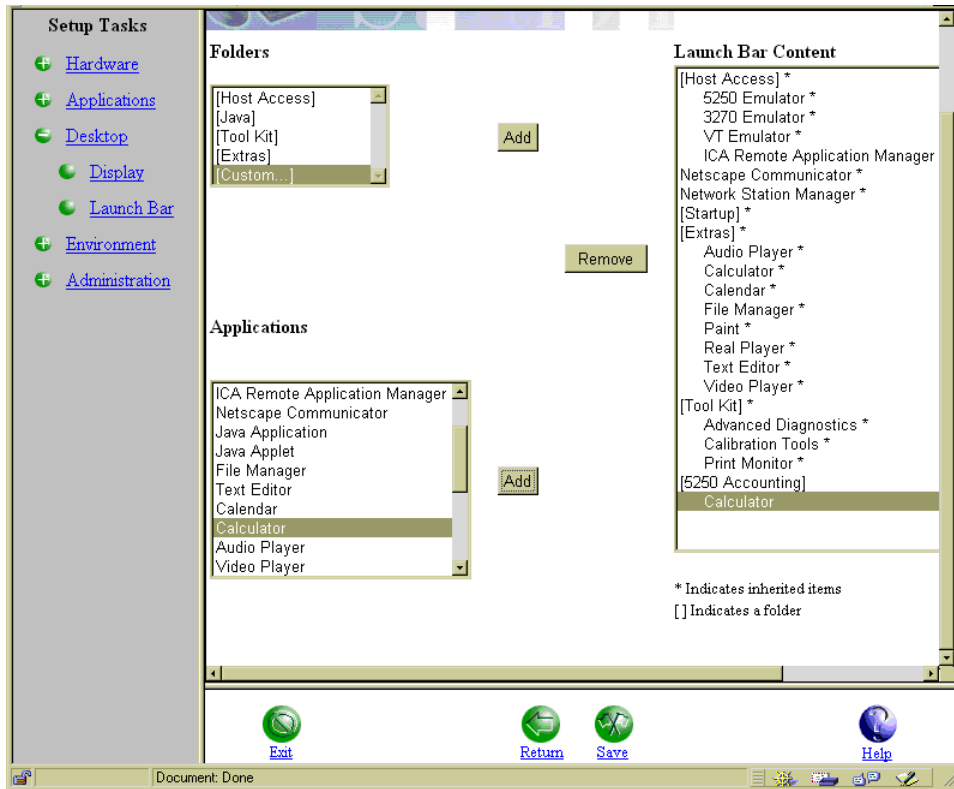 Setup Tasks
Hardware
Applications
Desktop
Display
Launch Bar
Environment
Administration
Folders
[Host Access]
[Java]
[Tool Kit]
[Extras]
[Custom...]
Add
Remove
Applications
ICA Remote Application Manager
Netscape Communicator
Java Application
Java Applet
File Manager
Text Editor
Calendar
Calculator
Audio Player
Video Player
Add
Launch Bar Content
[Host Access] *
5250 Emulator *
3270 Emulator *
VT Emulator *
ICA Remote Application Manager
Netscape Communicator *
Network Station Manager *
[Startup] *
[Extras] *
Audio Player *
Calculator *
Calendar *
File Manager *
Paint *
Real Player *
Text Editor *
Video Player *
[Tool Kit] *
Advanced Diagnostics *
Calibration Tools *
Print Monitor *
[5250 Accounting]
Calculator
* Indicates inherited items
[ ] Indicates a folder
Exit
Return
Save
Help
Document: Done